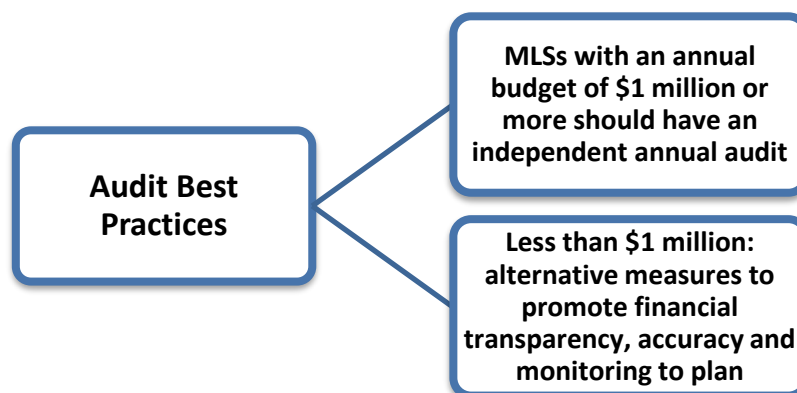 Audit Best
Practices
MLSs with an annual
budget of $1 million or
more should have an
independent annual audit
Less than $1 million:
alternative measures to
promote financial
transparency, accuracy and
monitoring to plan